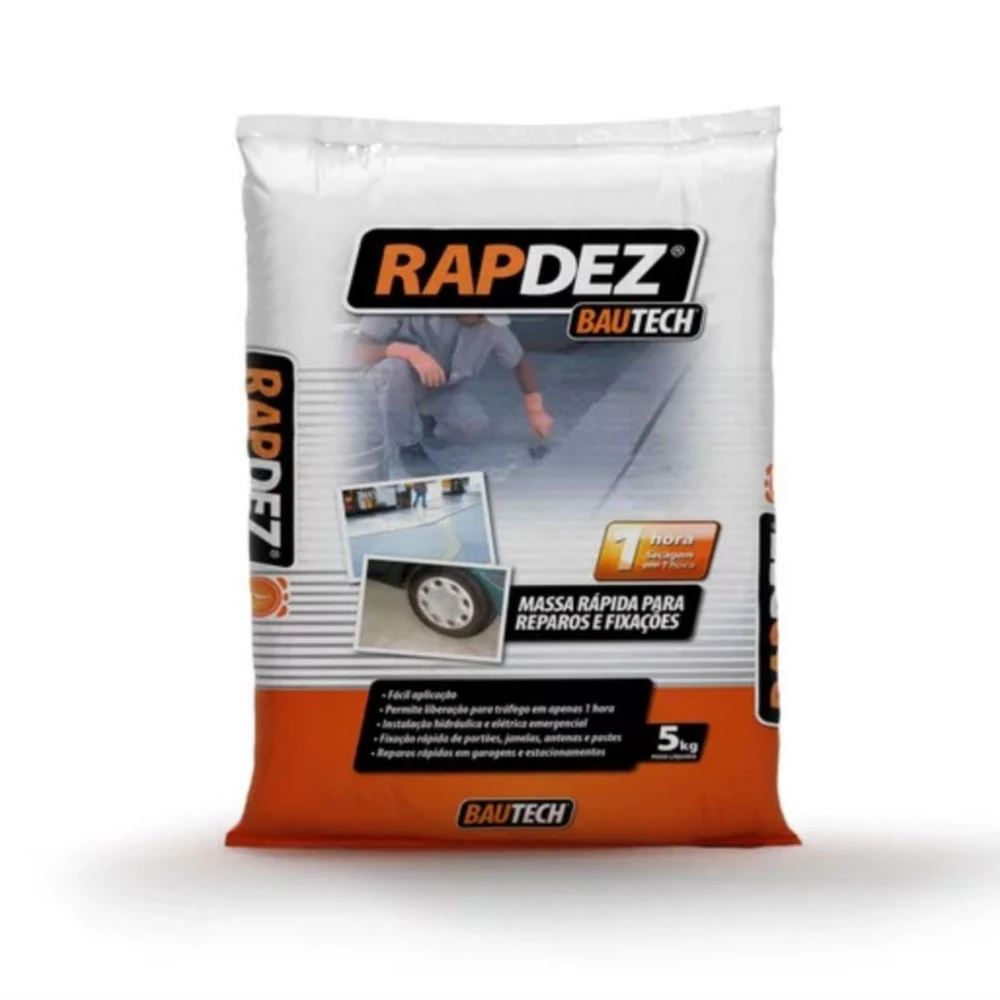 RAPDEZ®
BAUTECH
RAPDEZ®
1 hora
Secagem
em 1 hora
MASSA RÁPIDA PARA
REPAROS E FIXAÇÕES
• Fácil aplicação
• Permite liberação para tráfego em apenas 1 hora
• Instalação hidráulica e elétrica emergencial
• Fixação rápida de portões, janelas, antenas e postes
• Reparos rápidos em garagens e estacionamentos
5kg
BAUTECH